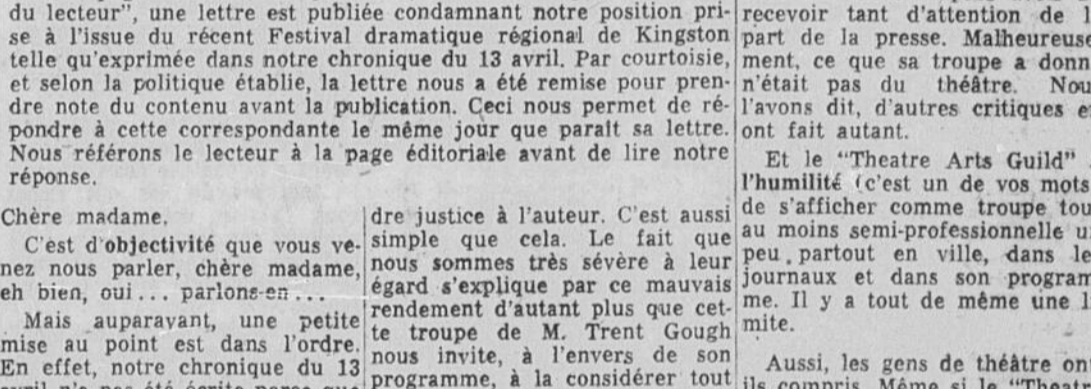 du lecteur", une lettre est publiée condamnant notre position pri-
se à l'issue du récent Festival dramatique régional de Kingston
telle qu'exprimée dans notre chronique du 13 avril. Par courtoisie,
et selon la politique établie, la lettre nous a été remise pour pren-
dre note du contenu avant la publication. Ceci nous permet de ré-
pondre à cette correspondante le même jour que paraît sa lettre.
Nous référons le lecteur à la page éditoriale avant de lire notre
réponse.
Chère madame,
C'est d'objectivité que vous ve-
nez nous parler, chère madame,
eh bien, oui... parlons-en...
Mais auparavant, une petite
mise au point est dans l'ordre.
En effet, notre chronique du 13
avril n'a pas été écrite parce que
dre justice à l'auteur. C'est aussi
simple que cela. Le fait que
nous sommes très sévère à leur
égard s'explique par ce mauvais
rendement d'autant plus que cet-
te troupe de M. Trent Gough
nous invite, à l'envers de son
programme, à la considérer tout
recevoir tant d'attention de l
part de la presse. Malheureuse
ment, ce que sa troupe a donn
n'était pas du théâtre. Nou
l'avons dit, d'autres critiques e
ont fait autant.
Et le "Theatre Arts Guild"
l'humilité (c'est un de vos mots
de s'afficher comme troupe tou
au moins semi-professionnelle u
peu partout en ville, dans le
journaux et dans son program
me. Il y a tout de même une li
mite.
Aussi, les gens de théâtre on
ils compris. Même si le "Theat